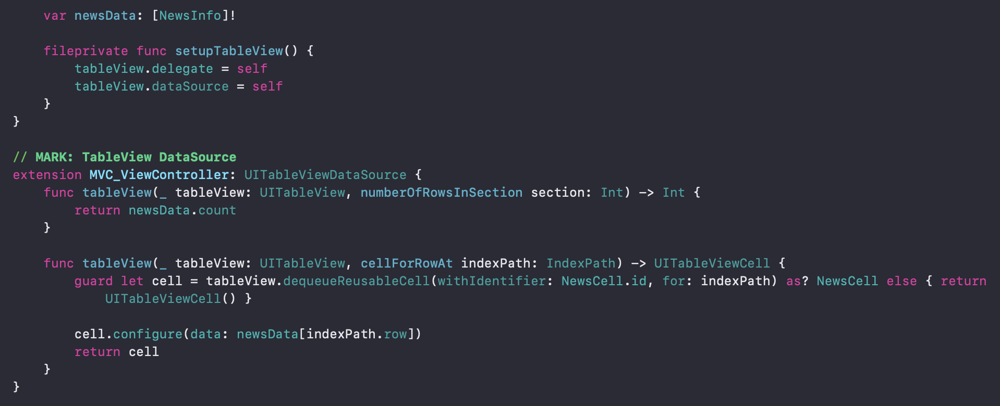 var newsData: [NewsInfo]!
fileprivate func setupTableView() {
tableView.delegate = self
tableView.dataSource = self
}
}
// MARK: TableView DataSource
extension MVC_ViewController: UITableViewDataSource {
func tableView(_ tableView: UITableView, numberOfRowsInSection section: Int) -> Int {
return newsData.count
}
func tableView(_ tableView: UITableView, cellForRowAt indexPath: IndexPath) -> UITableViewCell {
guard let cell = tableView.dequeueReusableCell(withIdentifier: NewsCell.id, for: indexPath) as? NewsCell else { return
UITableViewCell() }
cell.configure(data: newsData[indexPath.row])
return cell
}
}